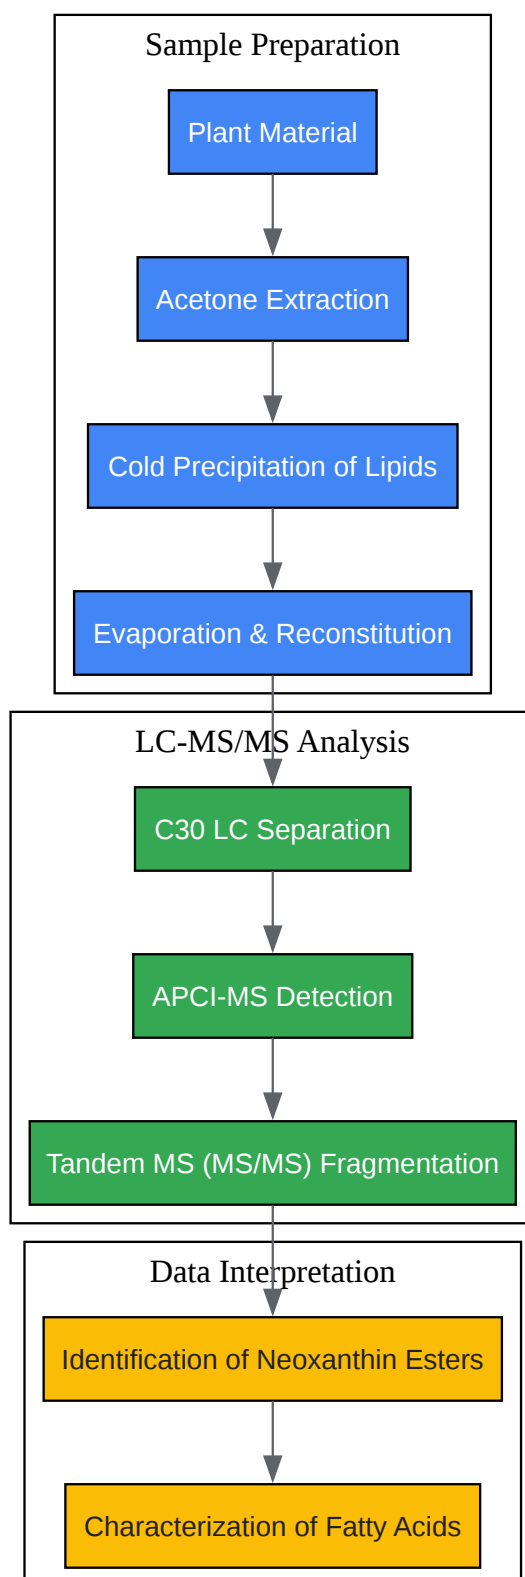 Sample Preparation
Plant Material
Acetone Extraction
Cold Precipitation of Lipids
Evaporation & Reconstitution
LC-MS/MS Analysis
C30 LC Separation
APCI-MS Detection
Tandem MS (MS/MS) Fragmentation
Data Interpretation
Identification of Neoxanthin Esters
Characterization of Fatty Acids